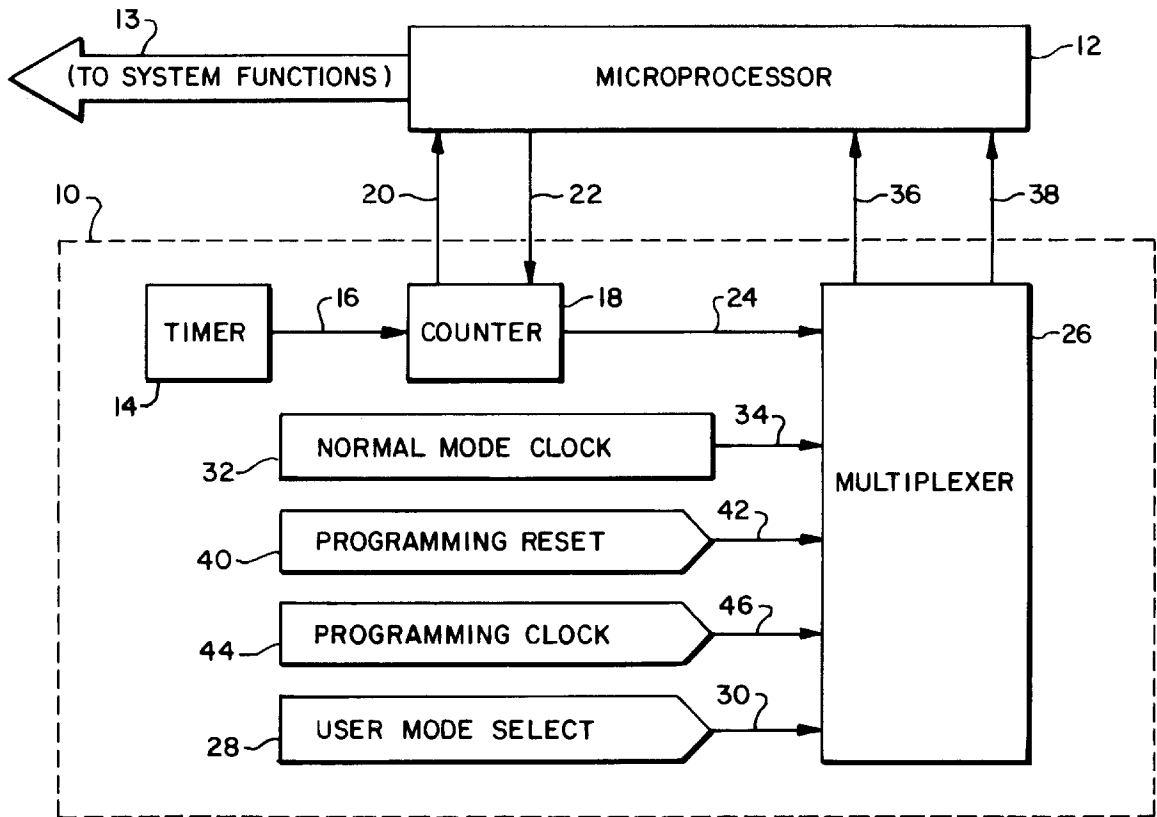 13
(TO SYSTEM FUNCTIONS)
MICROPROCESSOR
12
10
20
22
36
38
16
18
24
TIMER
COUNTER
26
14
34
NORMAL MODE CLOCK
32
MULTIPLEXER
42
PROGRAMMING RESET
40
46
PROGRAMMING CLOCK
44
30
USER MODE SELECT
28